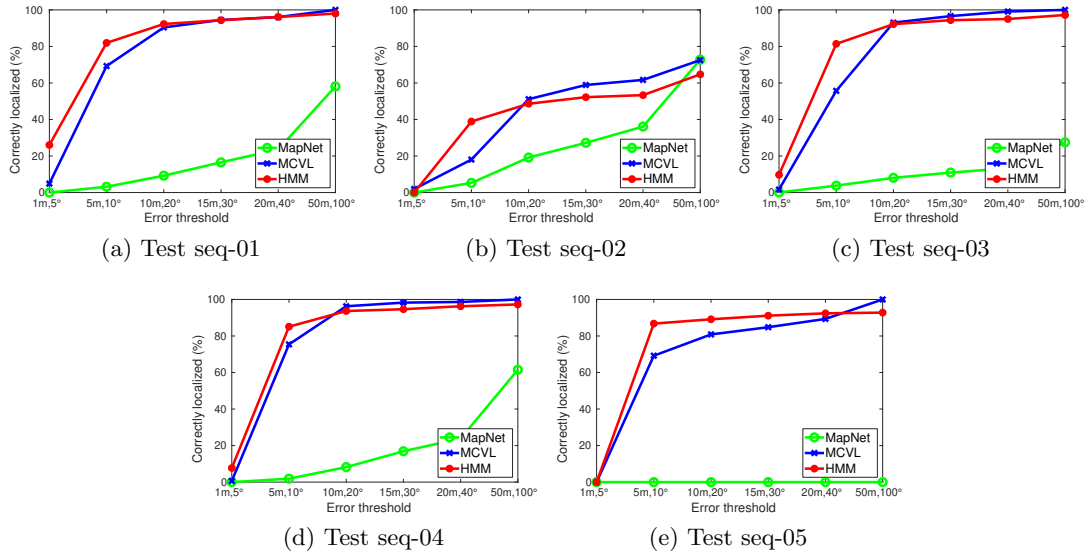 100
80
60
40
20
0
Correctly localized (%)
1m,5° 5m,10° 10m,20° 15m,30° 20m,40° 50m,100°
Error threshold
MapNet
MCVL
HMM
(a) Test seq-01
100
80
60
40
20
0
Correctly localized (%)
1m,5° 5m,10° 10m,20° 15m,30° 20m,40° 50m,100°
Error threshold
MapNet
MCVL
HMM
(b) Test seq-02
100
80
60
40
20
0
Correctly localized (%)
1m,5° 5m,10° 10m,20° 15m,30° 20m,40° 50m,100°
Error threshold
MapNet
MCVL
HMM
(c) Test seq-03
100
80
60
40
20
0
Correctly localized (%)
1m,5° 5m,10° 10m,20° 15m,30° 20m,40° 50m,100°
Error threshold
MapNet
MCVL
HMM
(d) Test seq-04
100
80
60
40
20
0
Correctly localized (%)
1m,5° 5m,10° 10m,20° 15m,30° 20m,40° 50m,100°
Error threshold
MapNet
MCVL
HMM
(e) Test seq-05